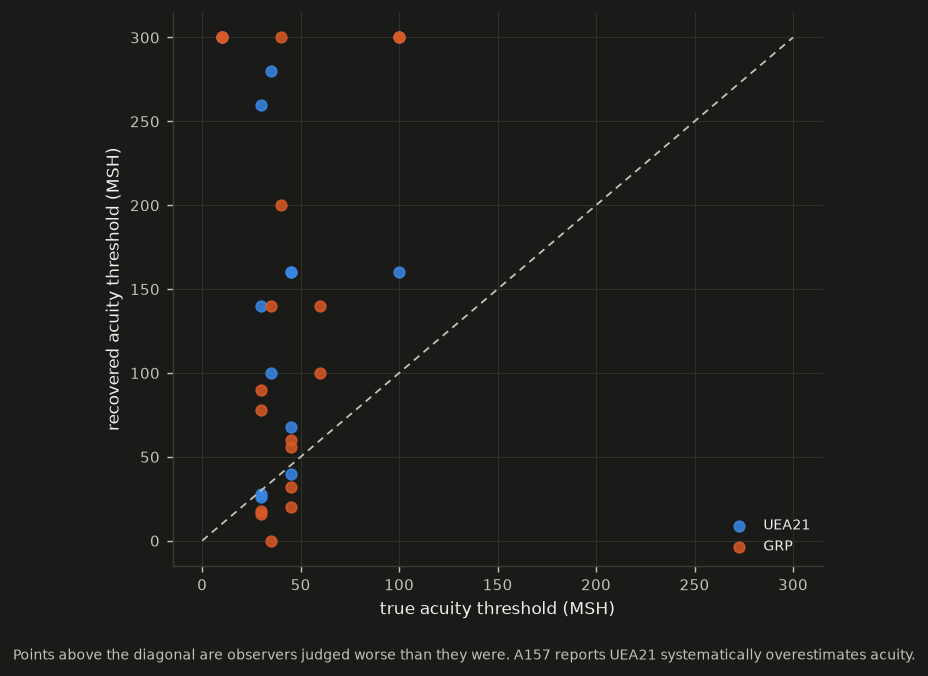 300
250
200
150
100
50
0
recovered acuity threshold (MSH)
UEA21
GRP
0 50 100 150 200 250 300
true acuity threshold (MSH)
Points above the diagonal are observers judged worse than they were. A157 reports UEA21 systematically overestimates acuity.